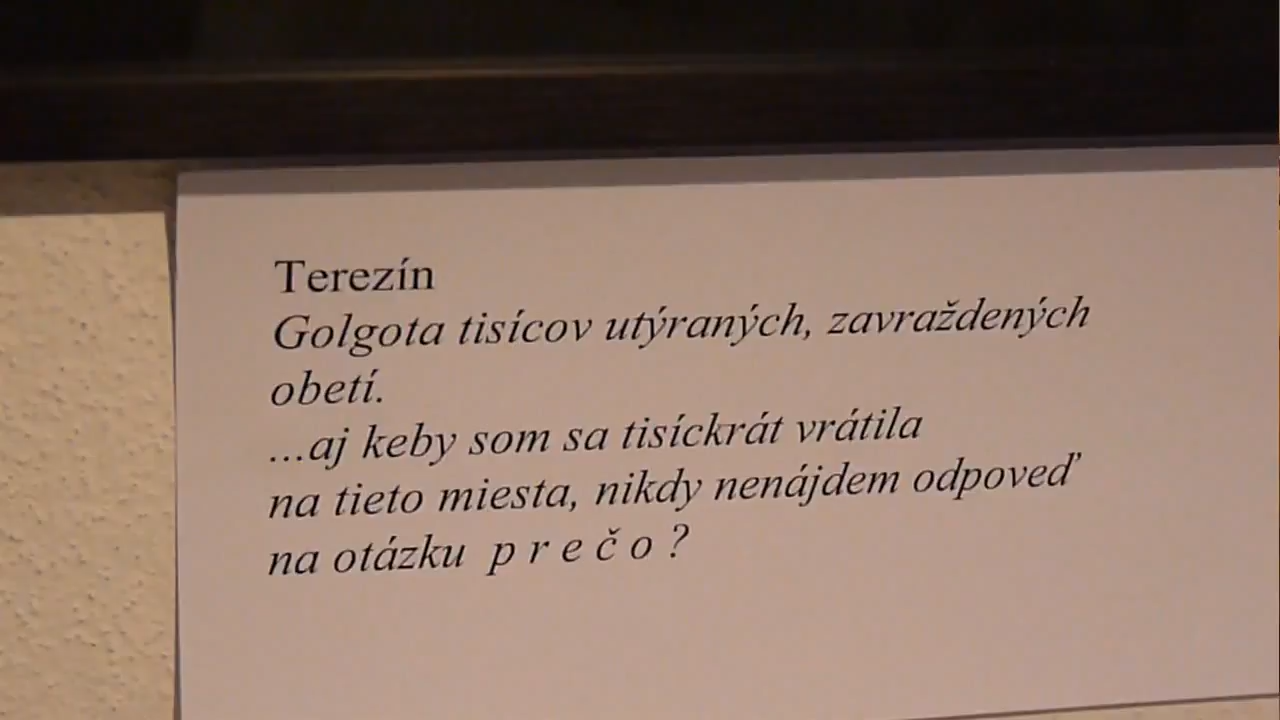 Terezín
Golgota tisícov utýraných, zavraždených
obetí.
...aj keby som sa tisíckrát vrátila
na tieto miesta, nikdy nenájdem odpoveď
na otázku  p r e č o ?